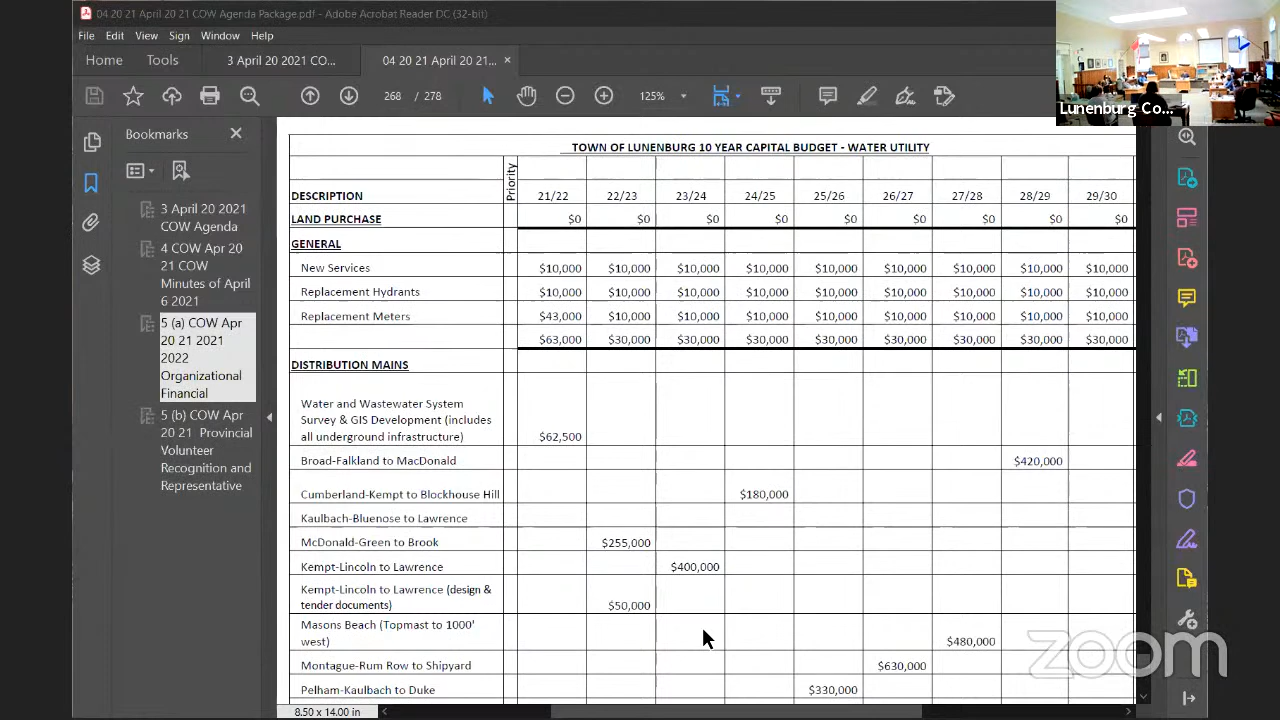 04 20 21 April 20 21 COW Agenda Package.pdf - Adobe Acrobat Reader DC (32-bit)
File Edit View Sign Window Help
Home Tools 3 April 20 2021 CO... 04 20 21 April 20 21... ×
268 / 278 125%
Lunenburg Co...
Bookmarks
3 April 20 2021
COW Agenda
4 COW Apr 20
21 COW
Minutes of April
6 2021
5 (a) COW Apr
20 21 2021
2022
Organizational
Financial
5 (b) COW Apr
20 21 Provincial
Volunteer
Recognition and
Representative
TOWN OF LUNENBURG 10 YEAR CAPITAL BUDGET - WATER UTILITY
DESCRIPTION Priority 21/22 22/23 23/24 24/25 25/26 26/27 27/28 28/29 29/30
LAND PURCHASE $0 $0 $0 $0 $0 $0 $0 $0 $0
GENERAL
New Services $10,000 $10,000 $10,000 $10,000 $10,000 $10,000 $10,000 $10,000 $10,000
Replacement Hydrants $10,000 $10,000 $10,000 $10,000 $10,000 $10,000 $10,000 $10,000 $10,000
Replacement Meters $43,000 $10,000 $10,000 $10,000 $10,000 $10,000 $10,000 $10,000 $10,000
$63,000 $30,000 $30,000 $30,000 $30,000 $30,000 $30,000 $30,000 $30,000
DISTRIBUTION MAINS
Water and Wastewater System
Survey & GIS Development (includes
all underground infrastructure) $62,500
Broad-Falkland to MacDonald $420,000
Cumberland-Kempt to Blockhouse Hill $180,000
Kaulbach-Bluenose to Lawrence
McDonald-Green to Brook $255,000
Kempt-Lincoln to Lawrence $400,000
Kempt-Lincoln to Lawrence (design &
tender documents) $50,000
Masons Beach (Topmast to 1000'
west) $480,000
Montague-Rum Row to Shipyard $630,000
Pelham-Kaulbach to Duke $330,000
zoom
8.50 x 14.00 in